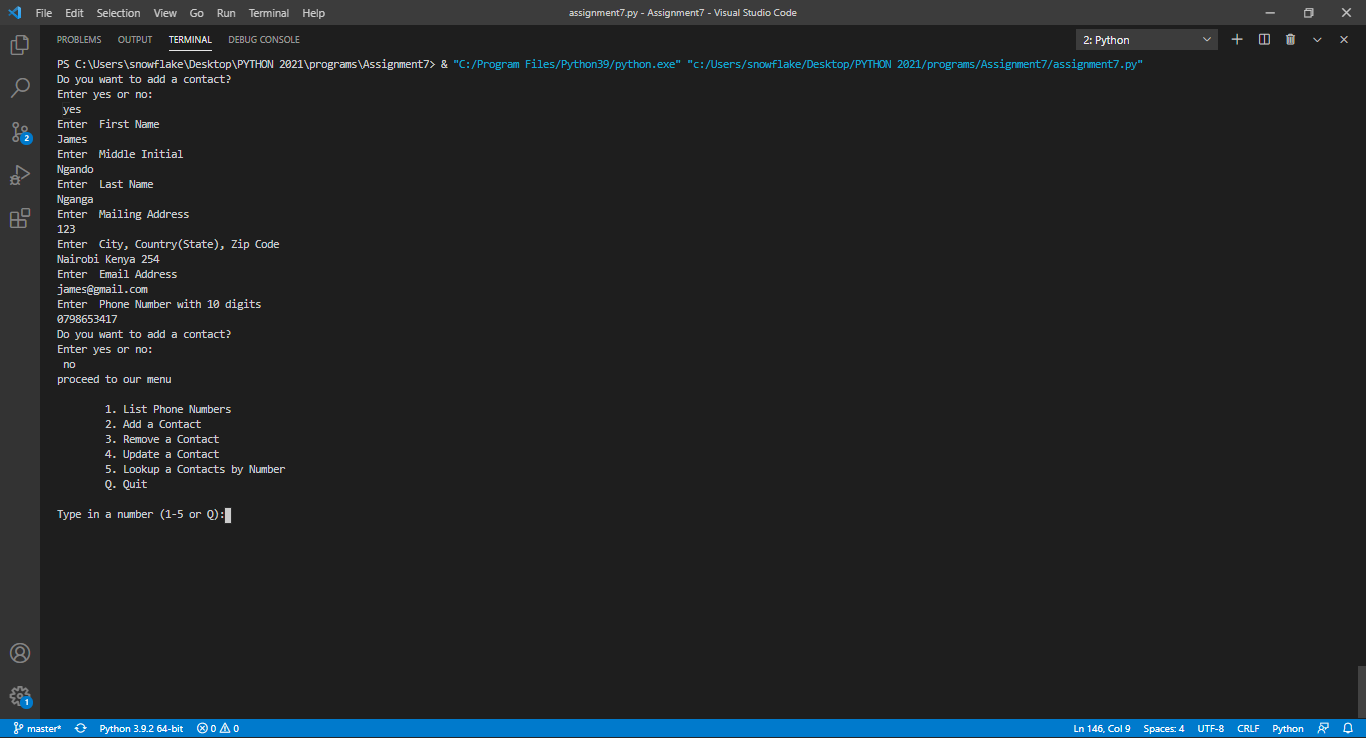 File Edit Selection View Go Run Terminal Help assignment7.py - Assignment7 - Visual Studio Code
PROBLEMS OUTPUT TERMINAL DEBUG CONSOLE 2: Python
PS C:\Users\snowflake\Desktop\PYTHON 2021\programs\Assignment7> & "C:/Program Files/Python39/python.exe" "c:/Users/snowflake/Desktop/PYTHON 2021/programs/Assignment7/assignment7.py"
Do you want to add a contact?
Enter yes or no:
yes
Enter  First Name
James
Enter  Middle Initial
Ngando
Enter  Last Name
Nganga
Enter  Mailing Address
123
Enter  City, Country(State), Zip Code
Nairobi Kenya 254
Enter  Email Address
james@gmail.com
Enter  Phone Number with 10 digits
0798653417
Do you want to add a contact?
Enter yes or no:
no
proceed to our menu
1. List Phone Numbers
2. Add a Contact
3. Remove a Contact
4. Update a Contact
5. Lookup a Contacts by Number
Q. Quit
Type in a number (1-5 or Q):
2
1
master* Python 3.9.2 64-bit 0 0 Ln 146, Col 9 Spaces: 4 UTF-8 CRLF Python